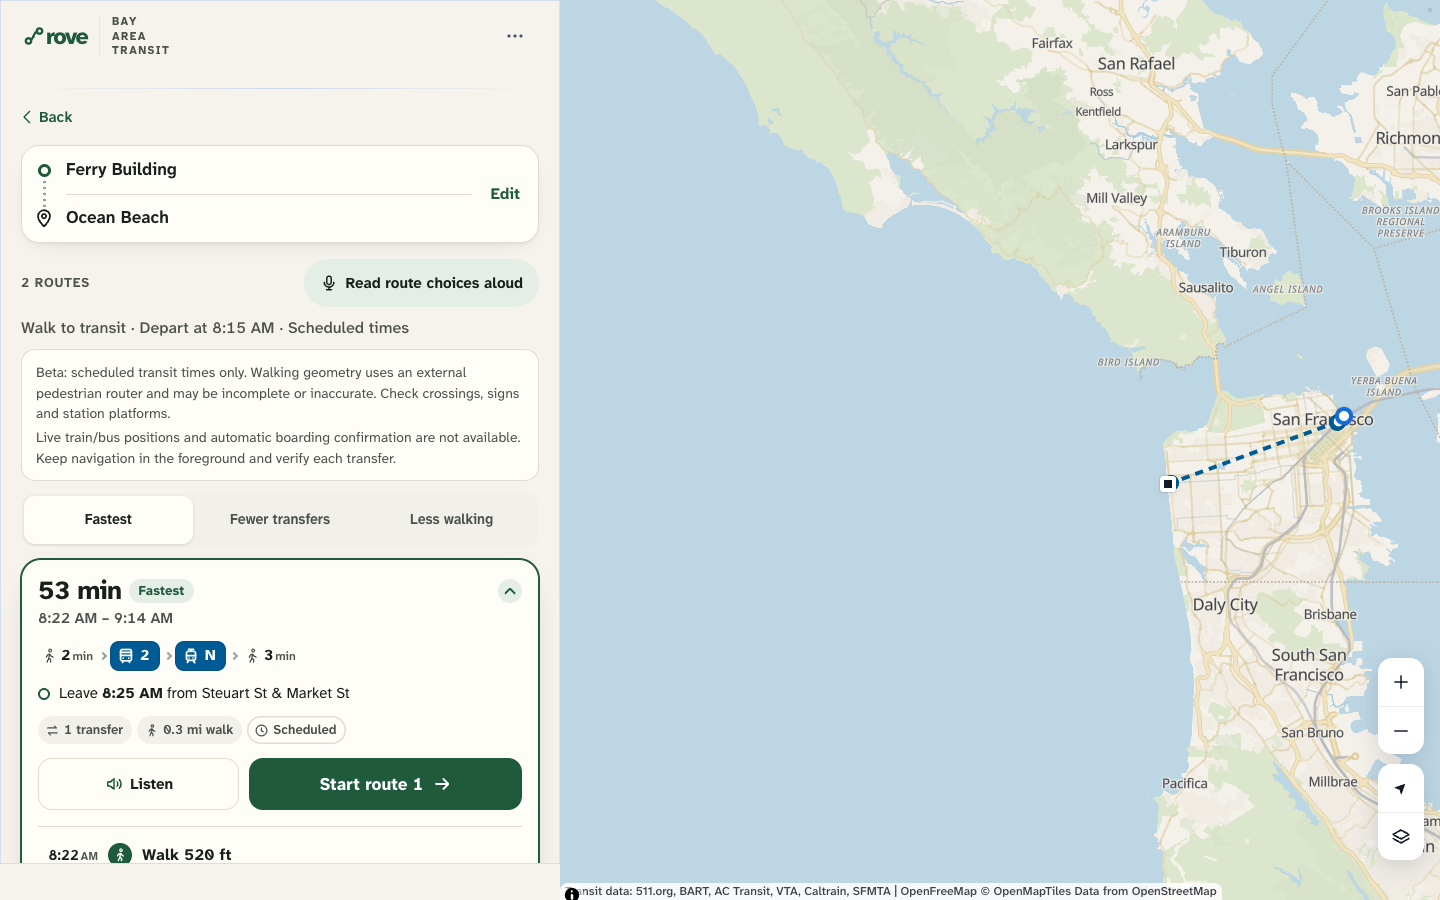 rove
BAY
AREA
TRANSIT
Back
Ferry Building
Edit
Ocean Beach
2 ROUTES
Read route choices aloud
Walk to transit · Depart at 8:15 AM · Scheduled times
Beta: scheduled transit times only. Walking geometry uses an external
pedestrian router and may be incomplete or inaccurate. Check crossings, signs
and station platforms.
Live train/bus positions and automatic boarding confirmation are not available.
Keep navigation in the foreground and verify each transfer.
Fastest
Fewer transfers
Less walking
53 min
Fastest
8:22 AM – 9:14 AM
2 min
2
N
3 min
Leave 8:25 AM from Steuart St & Market St
1 transfer
0.3 mi walk
Scheduled
Listen
Start route 1
8:22 AM
Walk 520 ft
Fairfax
San Rafael
Ross
Kentfield
San Pabl
Richmon
Larkspur
Mill Valley
BROOKS ISLAND
REGIONAL
PRESERVE
ARAMBURU
ISLAND
Tiburon
Sausalito
ANGEL ISLAND
BIRD ISLAND
YERBA BUENA
ISLAND
San Francisco
Daly City
Brisbane
South San
Francisco
San Bruno
Pacifica
Millbrae
am
n
nsit data: 511.org, BART, AC Transit, VTA, Caltrain, SFMTA | OpenFreeMap © OpenMapTiles Data from OpenStreetMap